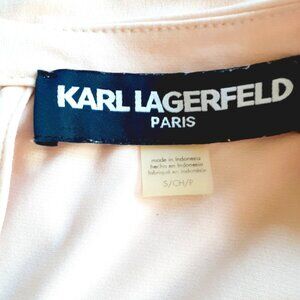 KARL LAGERFELD
PARIS
made in Indonesia
hecho en Indonesia
fabriqué en Indonésie
S/CH/P